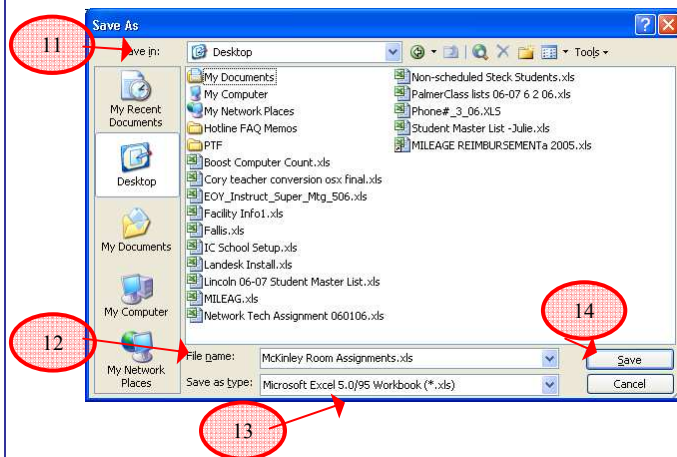 Save As
11
ave in:
Desktop
Tools
My Recent
Documents
Desktop
My Documents
My Computer
My Network
Places
My Documents
My Computer
My Network Places
Hotline FAQ Memos
PTF
Boost Computer Count.xls
Cory teacher conversion osx final.xls
EOY_Instruct_Super_Mtg_506.xls
Facility Info1.xls
Fallis.xls
IC School Setup.xls
Landesk Install.xls
Lincoln 06-07 Student Master List.xls
MILEAG.xls
Network Tech Assignment 060106.xls
Non-scheduled Steck Students.xls
PalmerClass lists 06-07 6 2 06.xls
Phone#_3_06.XLS
Student Master List -Julie.xls
MILEAGE REIMBURSEMENTa 2005.xls
12
14
File name:
McKinley Room Assignments.xls
Save
Save as type:
Microsoft Excel 5.0/95 Workbook (*.xls)
Cancel
13